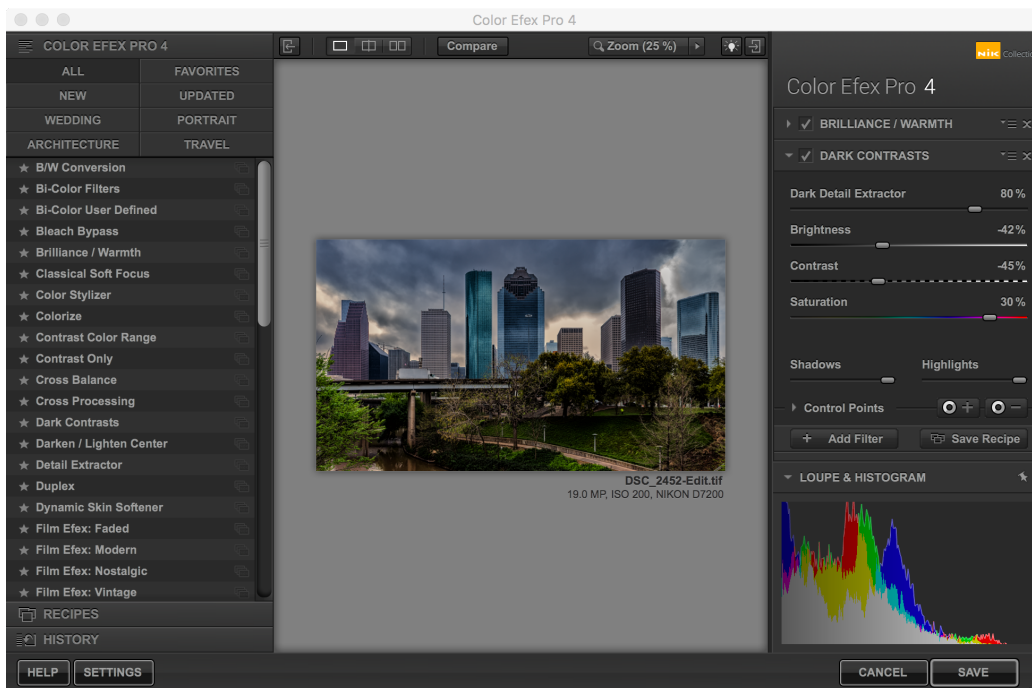 Color Efex Pro 4
COLOR EFEX PRO 4
ALL FAVORITES
NEW UPDATED
WEDDING PORTRAIT
ARCHITECTURE TRAVEL
B/W Conversion
Bi-Color Filters
Bi-Color User Defined
Bleach Bypass
Brilliance / Warmth
Classical Soft Focus
Color Stylizer
Colorize
Contrast Color Range
Contrast Only
Cross Balance
Cross Processing
Dark Contrasts
Darken / Lighten Center
Detail Extractor
Duplex
Dynamic Skin Softener
Film Efex: Faded
Film Efex: Modern
Film Efex: Nostalgic
Film Efex: Vintage
RECIPES
HISTORY
HELP SETTINGS
Compare Zoom (25 %)
DSC_2452-Edit.tif
19.0 MP, ISO 200, NIKON D7200
NIK Collectio
Color Efex Pro 4
BRILLIANCE / WARMTH
DARK CONTRASTS
Dark Detail Extractor 80 %
Brightness -42 %
Contrast -45 %
Saturation 30 %
Shadows Highlights
Control Points
+ Add Filter Save Recipe
LOUPE & HISTOGRAM
CANCEL SAVE